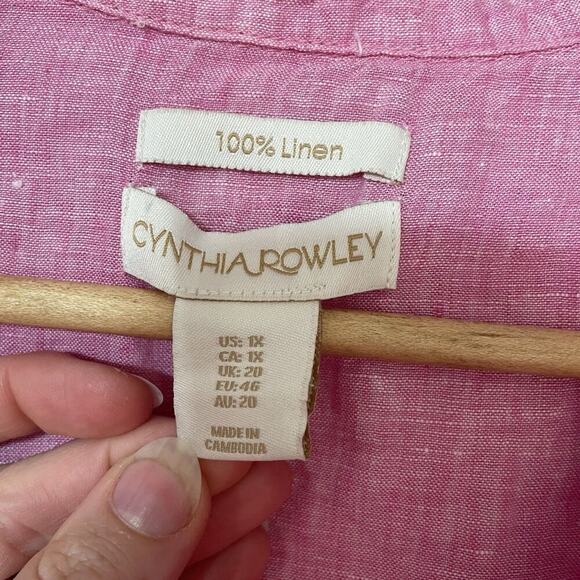 100% Linen
CYNTHIA ROWLEY
US: 1X
CA: 1X
UK: 20
EU: 46
AU: 20
MADE IN
CAMBODIA